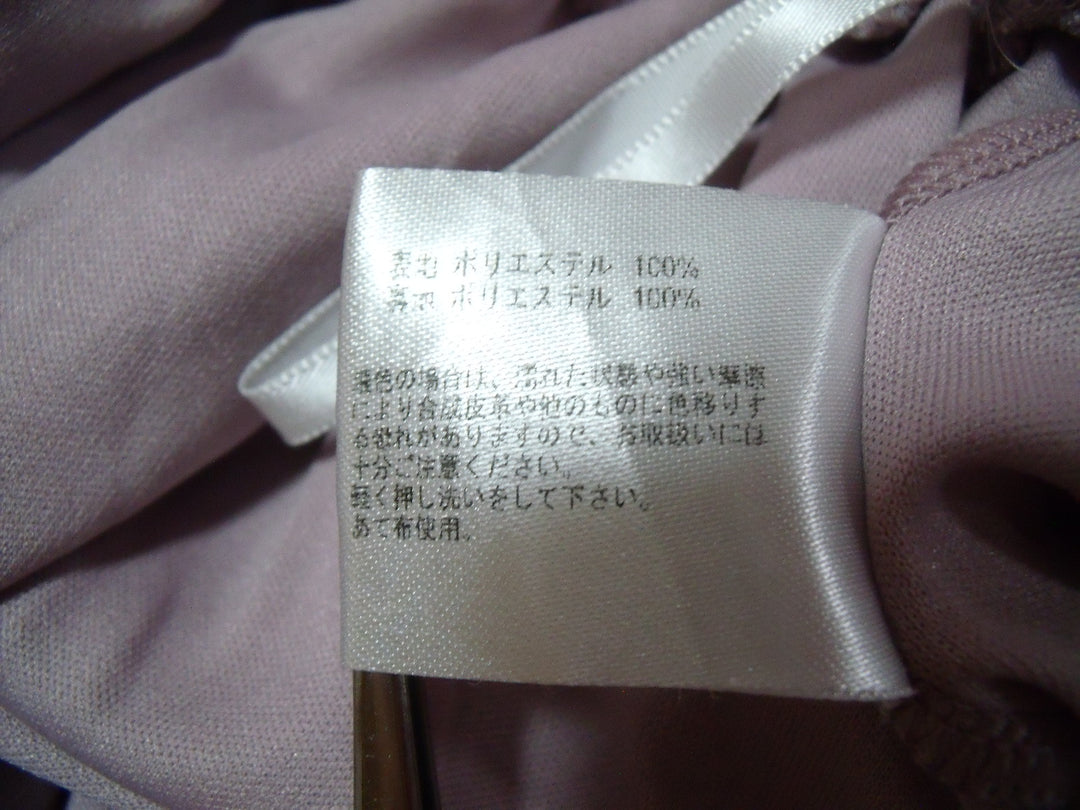 表地 ポリエステル 100%
裏地 ポリエステル 100%
濃色の場合は、濡れた状態や強い摩擦
により合成皮革や他のものに色移りす
る恐れがありますので、お取扱いには
十分ご注意ください。
軽く押し洗いをして下さい。
あて布使用。